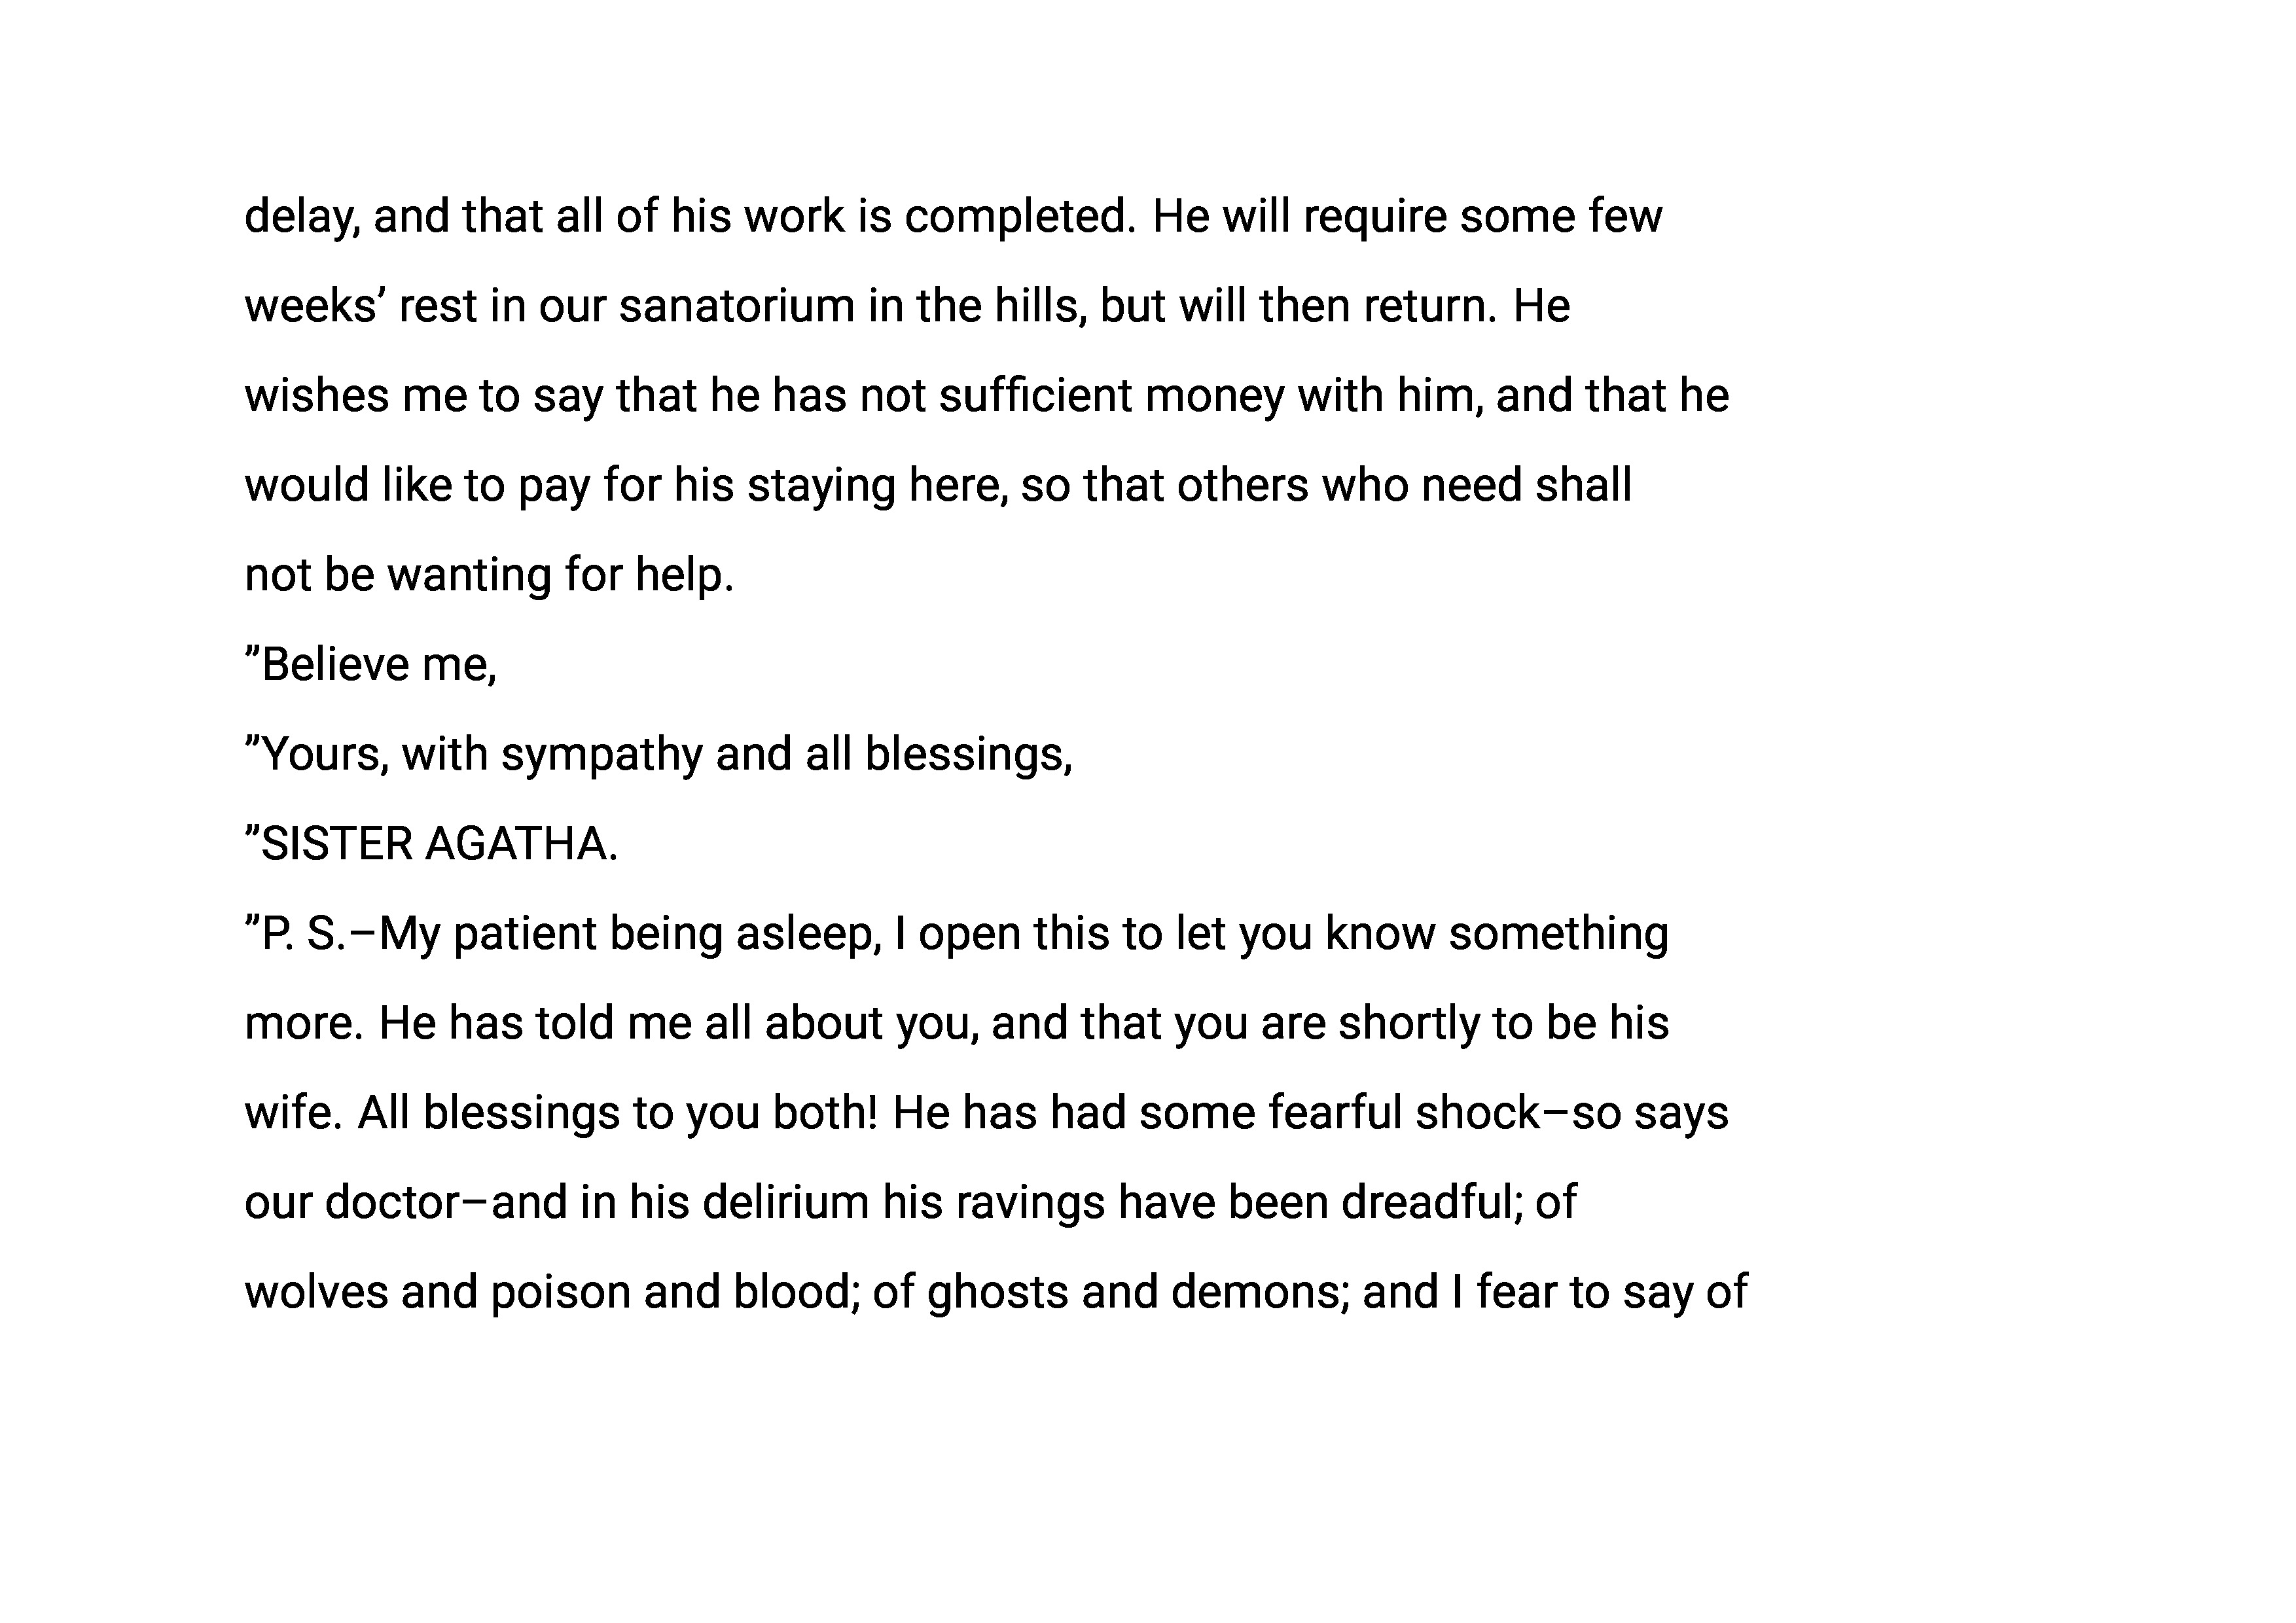 delay, and that all of his work is completed. He will require some few
weeks’ rest in our sanatorium in the hills, but will then return. He
wishes me to say that he has not sufficient money with him, and that he
would like to pay for his staying here, so that others who need shall
not be wanting for help.
”Believe me,
”Yours, with sympathy and all blessings,
”SISTER AGATHA.
”P. S.–My patient being asleep, I open this to let you know something
more. He has told me all about you, and that you are shortly to be his
wife. All blessings to you both! He has had some fearful shock–so says
our doctor–and in his delirium his ravings have been dreadful; of
wolves and poison and blood; of ghosts and demons; and I fear to say of